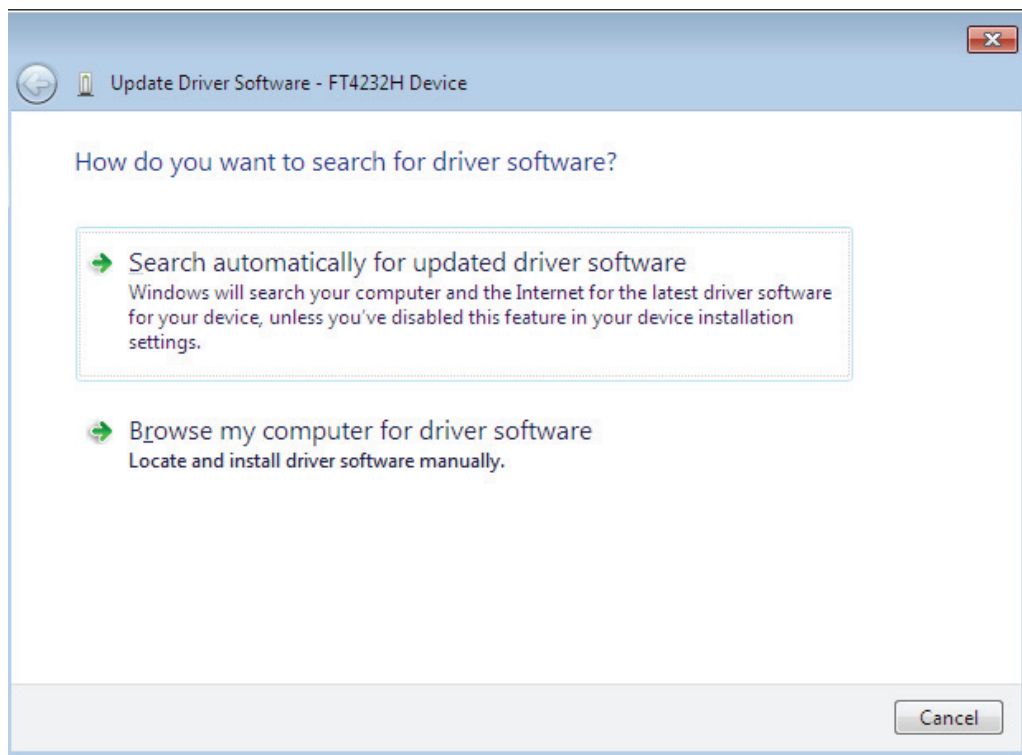 Update Driver Software - FT4232H Device
How do you want to search for driver software?
Search automatically for updated driver software
Windows will search your computer and the Internet for the latest driver software
for your device, unless you've disabled this feature in your device installation
settings.
Browse my computer for driver software
Locate and install driver software manually.
Cancel